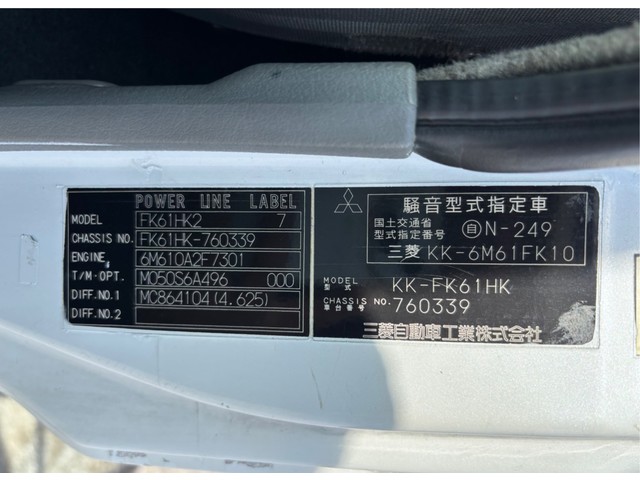 POWER LINE LABEL
MODEL FK61HK2 7
CHASSIS NO. FK61HK-760339
ENGINE 6M610A2F7301
T/M·OPT. M050S6A496 000
DIFF. NO.1 MC864104(4.625)
DIFF. NO.2
騒音型式指定車
国土交通省
型式指定番号 自N-249
三菱 KK-6M61FK10
MODEL
型式 KK-FK61HK
CHASSIS NO.
車台番号 760339
三菱自動車工業株式会社